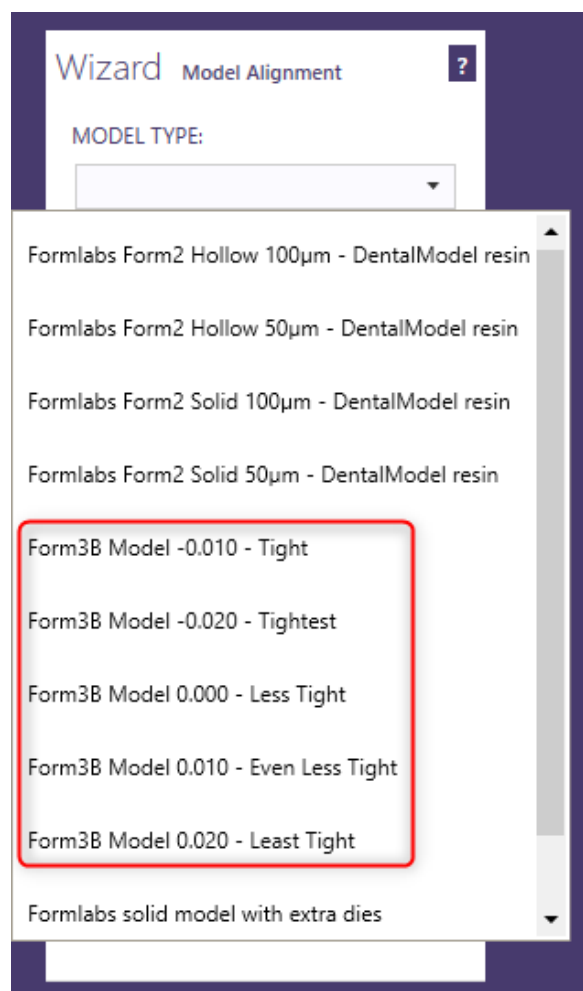 Wizard Model Alignment ?
MODEL TYPE:
Formlabs Form2 Hollow 100µm - DentalModel resin
Formlabs Form2 Hollow 50µm - DentalModel resin
Formlabs Form2 Solid 100µm - DentalModel resin
Formlabs Form2 Solid 50µm - DentalModel resin
Form3B Model -0.010 - Tight
Form3B Model -0.020 - Tightest
Form3B Model 0.000 - Less Tight
Form3B Model 0.010 - Even Less Tight
Form3B Model 0.020 - Least Tight
Formlabs solid model with extra dies